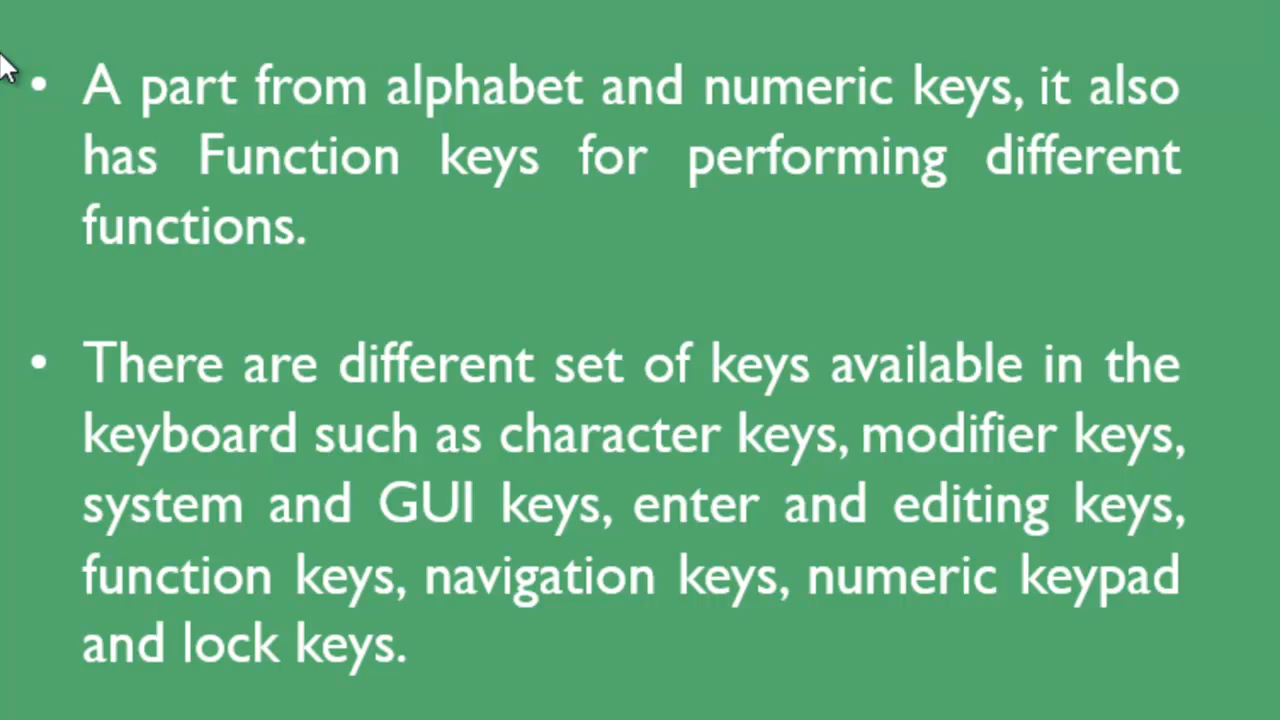 • A part from alphabet and numeric keys, it also
has Function keys for performing different
functions.
• There are different set of keys available in the
keyboard such as character keys, modifier keys,
system and GUI keys, enter and editing keys,
function keys, navigation keys, numeric keypad
and lock keys.